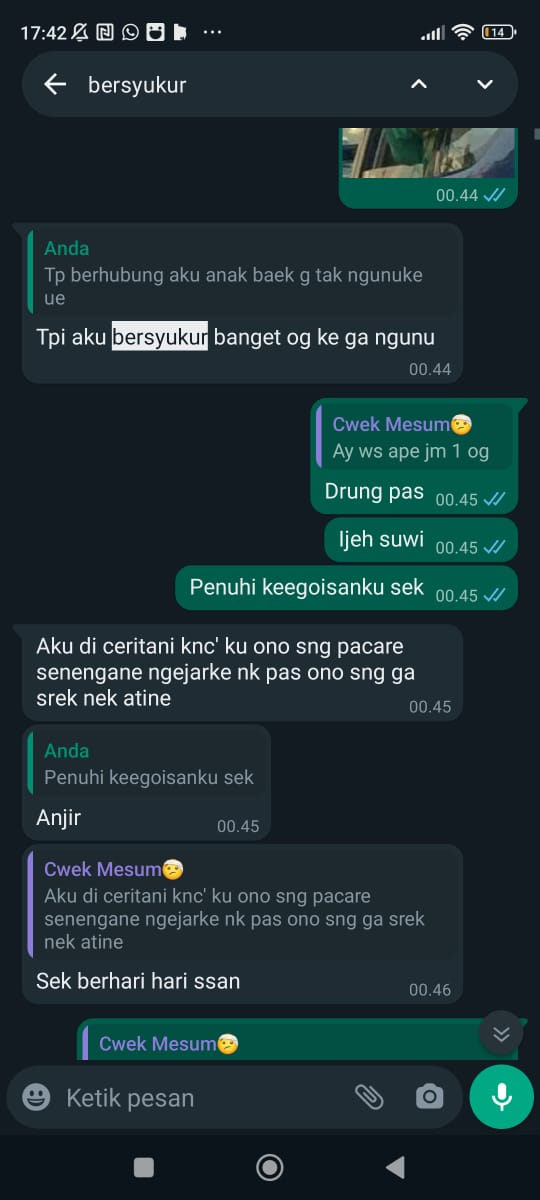 17:42
14
bersyukur
00.44
Anda
Tp berhubung aku anak baek g tak ngunuke
ue
Tpi aku bersyukur banget og ke ga ngunu
00.44
Cwek Mesum🤕
Ay ws ape jm 1 og
Drung pas 00.45
Ijeh suwi 00.45
Penuhi keegoisanku sek 00.45
Aku di ceritani knc' ku ono sng pacare
senengane ngejarke nk pas ono sng ga
srek nek atine
00.45
Anda
Penuhi keegoisanku sek
Anjir
00.45
Cwek Mesum🤕
Aku di ceritani knc' ku ono sng pacare
senengane ngejarke nk pas ono sng ga srek
nek atine
Sek berhari hari ssan
00.46
Cwek Mesum🤕
Ketik pesan